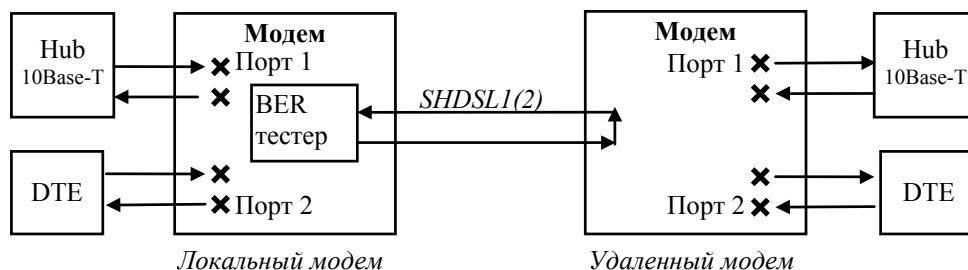 Hub
10Base-T
Модем
Порт 1
BER
тестер
DTE
Порт 2
SHDSL1(2)
Модем
Порт 1
Порт 2
Hub
10Base-T
DTE
Локальный модем
Удаленный модем